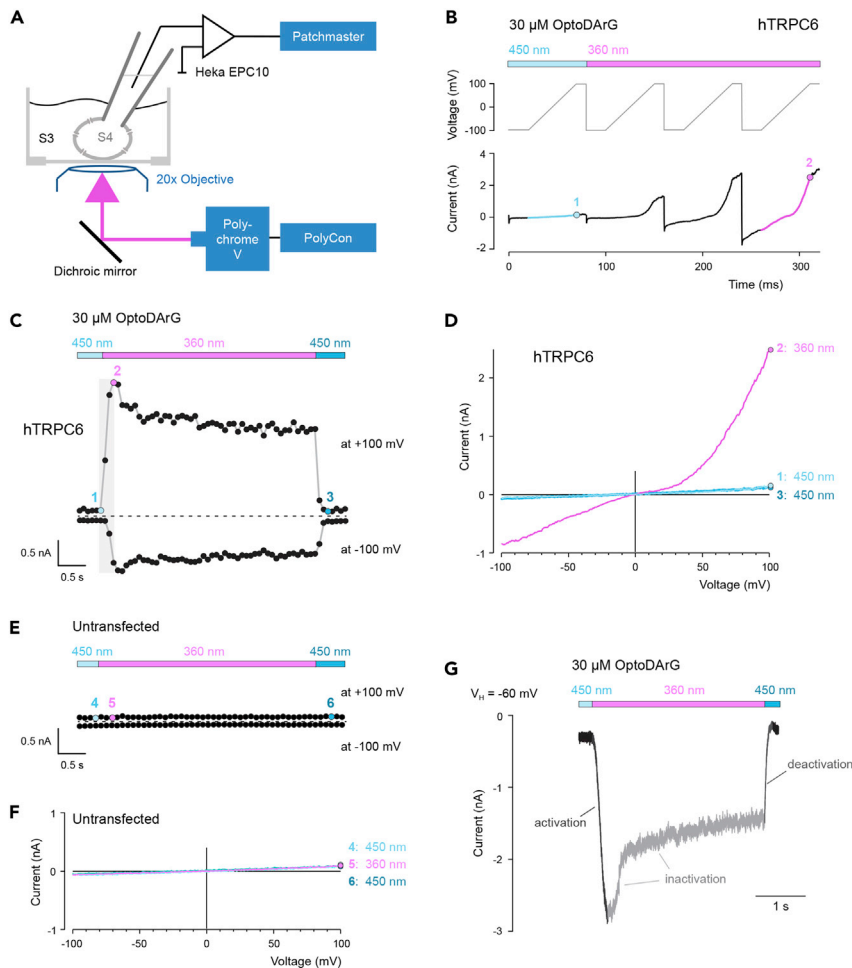 A
Patchmaster
Heka EPC10
S3
S4
20x Objective
Poly-
chrome
V
PolyCon
Dichroic mirror
B
30 µM OptoDArG
hTRPC6
450 nm
360 nm
Voltage (mV)
100
0
-100
Current (nA)
4
2
0
-2
1
2
0
100
200
300
Time (ms)
C
30 µM OptoDArG
450 nm
360 nm
450 nm
hTRPC6
2
1
3
at +100 mV
at -100 mV
0.5 nA
0.5 s
D
hTRPC6
2: 360 nm
1: 450 nm
3: 450 nm
Current (nA)
2
1
0
-1
-100
-50
0
50
100
Voltage (mV)
E
Untransfected
450 nm
360 nm
450 nm
4
5
6
at +100 mV
at -100 mV
0.5 nA
0.5 s
F
Untransfected
4: 450 nm
5: 360 nm
6: 450 nm
Current (nA)
1
0
-1
-100
-50
0
50
100
Voltage (mV)
G
30 µM OptoDArG
VH = -60 mV
450 nm
360 nm
450 nm
Current (nA)
0
-1
-2
-3
activation
inactivation
deactivation
1 s